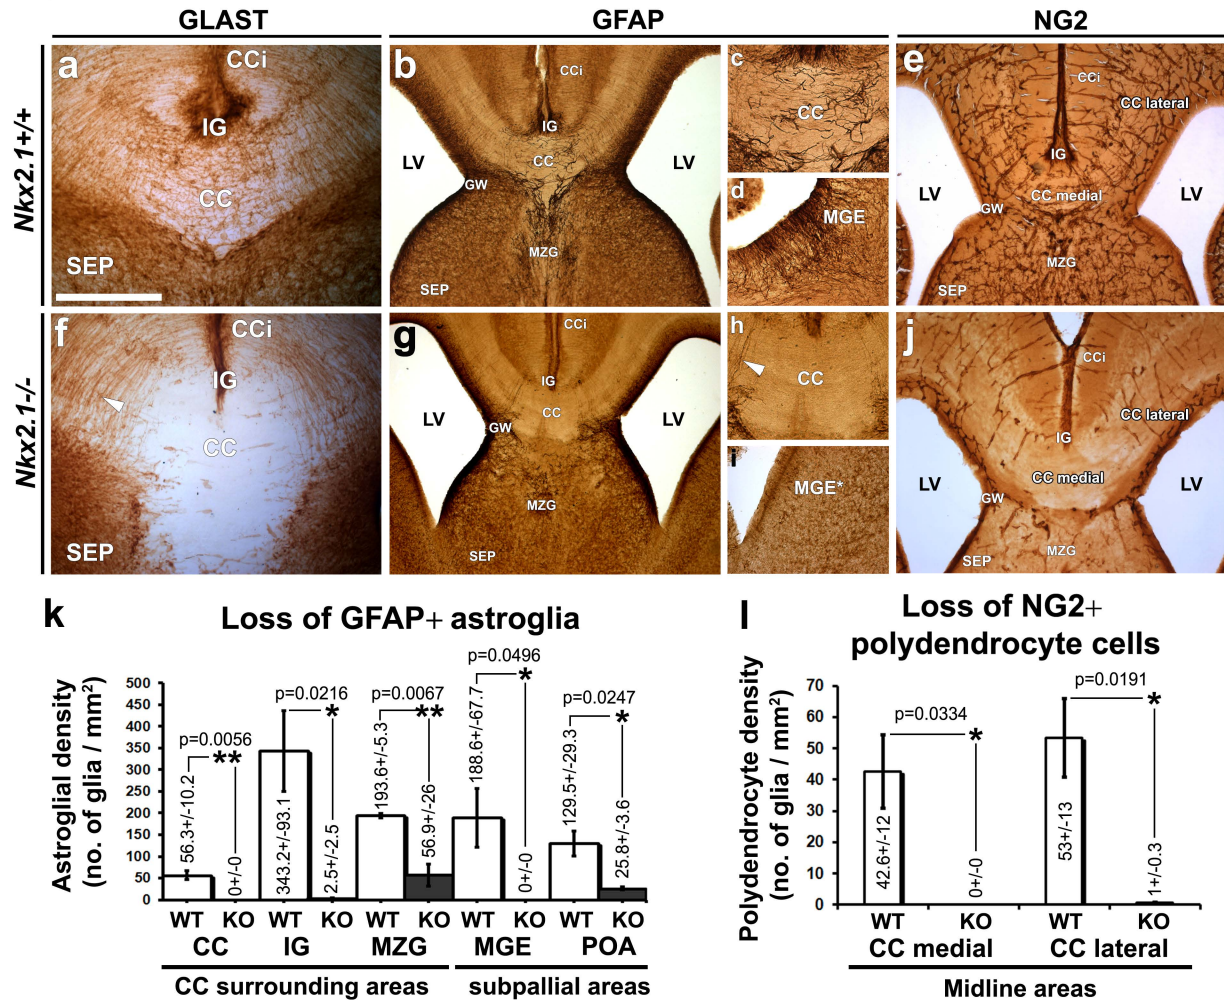 GLAST GFAP NG2
Nkx2.1+/+
a CCi IG CC SEP
b CCi IG CC LV LV GW MZG SEP
c CC
d MGE
e CCi CC lateral IG CC medial LV LV GW MZG SEP
Nkx2.1-/-
f CCi IG CC SEP
g CCi IG CC LV LV GW MZG SEP
h CC
i MGE*
j CCi CC lateral IG CC medial LV LV GW MZG SEP
k Loss of GFAP+ astroglia
Astroglial density
(no. of glia / mm²)
500
450
400
350
300
250
200
150
100
50
0
p=0.0056 **
p=0.0216 *
p=0.0067 **
p=0.0496 *
p=0.0247 *
56.3+/-10.2
0+/-0
343.2+/-93.1
2.5+/-2.5
193.6+/-5.3
56.9+/-26
188.6+/-67.7
0+/-0
129.5+/-29.3
25.8+/-3.6
WT KO WT KO WT KO WT KO WT KO
CC IG MZG MGE POA
CC surrounding areas subpallial areas
l Loss of NG2+
polydendrocyte cells
Polydendrocyte density
(no. of glia / mm²)
70
60
50
40
30
20
10
0
p=0.0334 *
p=0.0191 *
42.6+/-12
0+/-0
53+/-13
1+/-0.3
WT KO WT KO
CC medial CC lateral
Midline areas